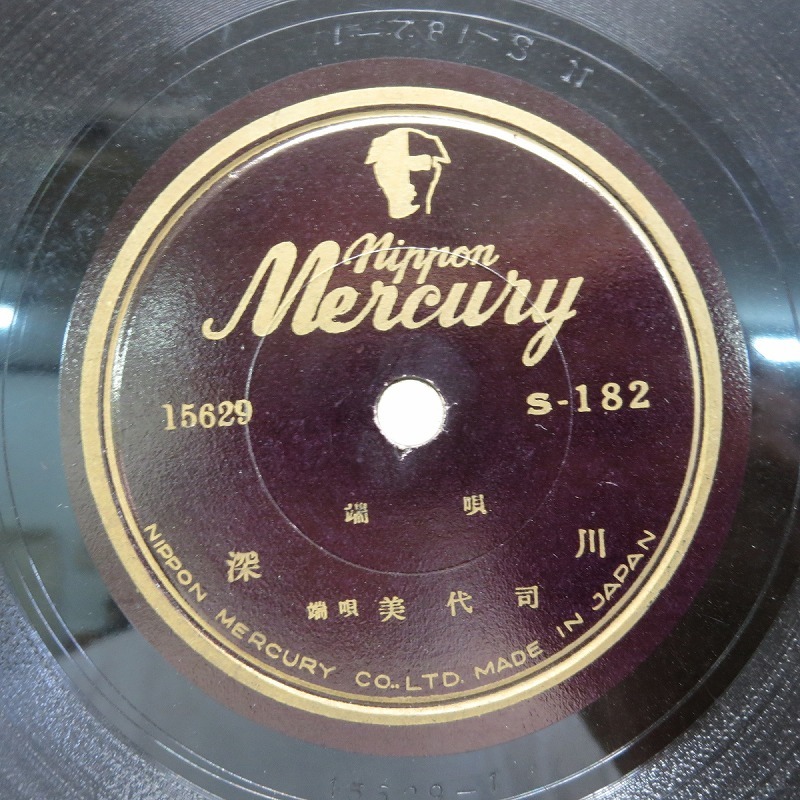 N S-182-1
Nippon
Mercury
15629 S-182
端唄
深川
端唄 美代司
NIPPON MERCURY CO., LTD. MADE IN JAPAN